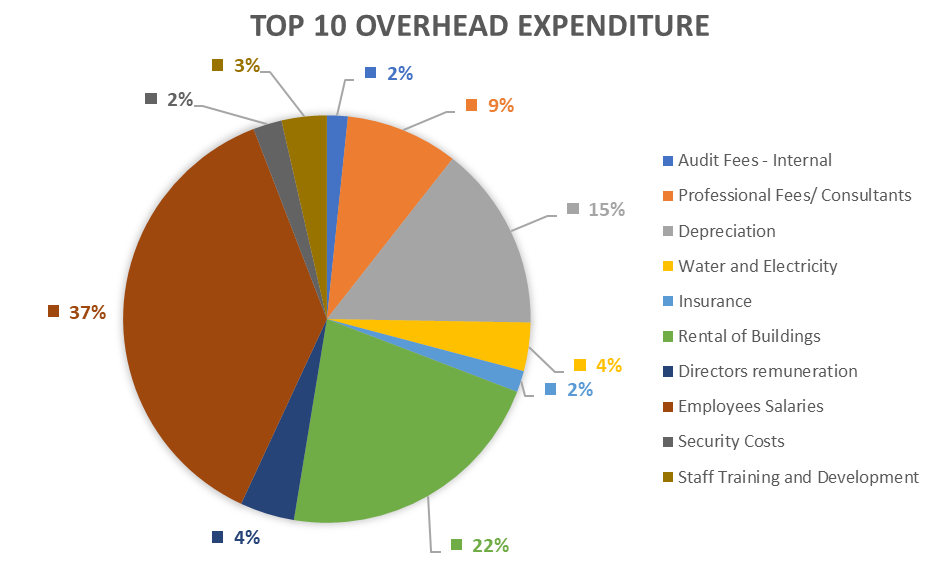 TOP 10 OVERHEAD EXPENDITURE
3%
2%
2%
9%
15%
37%
4%
2%
4%
22%
Audit Fees - Internal
Professional Fees/ Consultants
Depreciation
Water and Electricity
Insurance
Rental of Buildings
Directors remuneration
Employees Salaries
Security Costs
Staff Training and Development